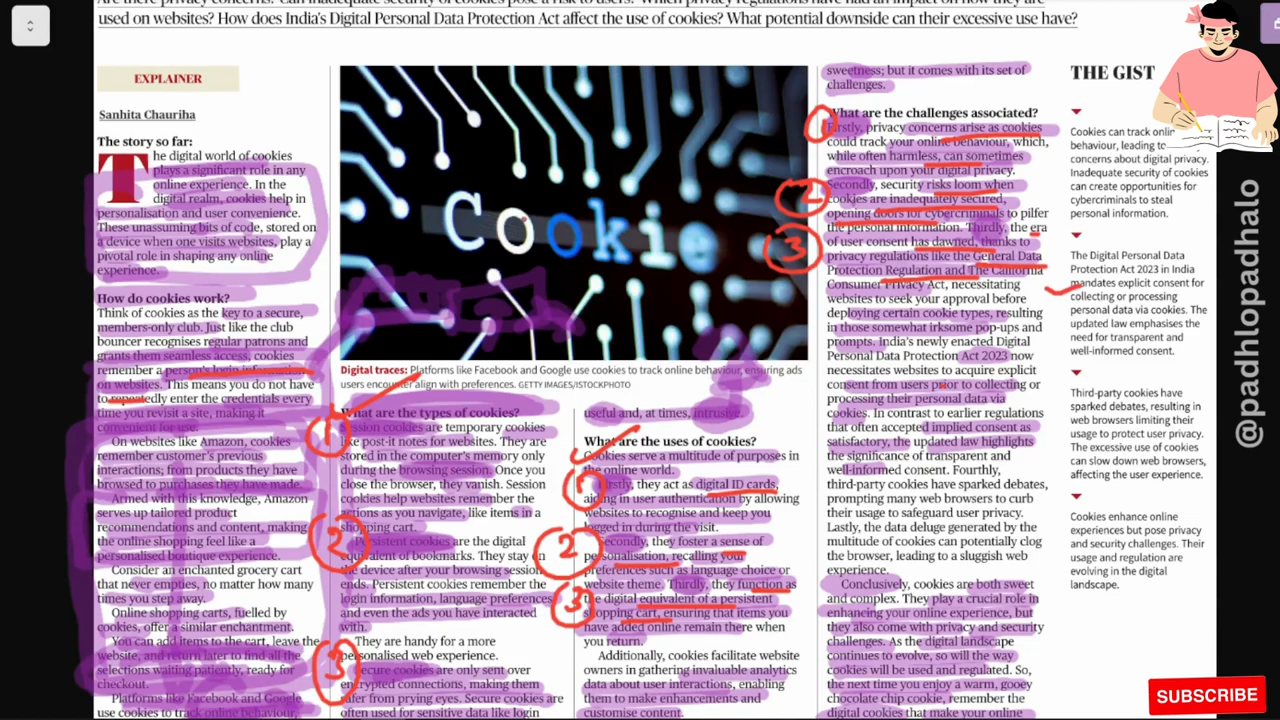 Are there privacy concerns? Can inadequate security of cookies pose a risk to users? Which privacy regulations have had an impact on how they are
used on websites? How does India's Digital Personal Data Protection Act affect the use of cookies? What potential downside can their excessive use have?
EXPLAINER
Sanhita Chauriha
The story so far:
The digital world of cookies
plays a significant role in any
online experience. In the
digital realm, cookies help in
personalisation and user convenience.
These unassuming bits of code, stored on
a device when one visits websites, play a
pivotal role in shaping any online
experience.
How do cookies work?
Think of cookies as the key to a secure,
members-only club. Just like the club
bouncer recognises regular patrons and
grants them seamless access, cookies
remember a person's login information
on websites. This means you do not have
to repeatedly enter the credentials every
time you revisit a site, making it
convenient for use.
On websites like Amazon, cookies
remember customer's previous
interactions; from products they have
browsed to purchases they have made.
Armed with this knowledge, Amazon
serves up tailored product
recommendations and content, making
the online shopping feel like a
personalised boutique experience.
Consider an enchanted grocery cart
that never empties, no matter how many
times you step away.
Online shopping carts, fuelled by
cookies, offer a similar enchantment.
You can add items to the cart, leave the
website, and return later to find all the
selections waiting patiently, ready for
checkout.
Platforms like Facebook and Google
use cookies to track online behaviour,
Cookie
Digital traces: Platforms like Facebook and Google use cookies to track online behaviour, ensuring ads
users encounter align with preferences. GETTY IMAGES/ISTOCKPHOTO
What are the types of cookies?
1
Session cookies are temporary cookies
like post-it notes for websites. They are
stored in the computer's memory only
during the browsing session. Once you
close the browser, they vanish. Session
cookies help websites remember the
actions as you navigate, like items in a
shopping cart.
2
Persistent cookies are the digital
equivalent of bookmarks. They stay on
the device after your browsing session
ends. Persistent cookies remember the
login information, language preferences
and even the ads you have interacted
with.
They are handy for a more
personalised web experience.
3
Secure cookies are only sent over
encrypted connections, making them
safer from prying eyes. Secure cookies are
often used for sensitive data like login
useful and, at times, intrusive.
What are the uses of cookies?
Cookies serve a multitude of purposes in
the online world.
1
Firstly, they act as digital ID cards,
aiding in user authentication by allowing
websites to recognise and keep you
logged in during the visit.
2
Secondly, they foster a sense of
personalisation, recalling your
preferences such as language choice or
website theme. Thirdly, they function as
3
the digital equivalent of a persistent
shopping cart, ensuring that items you
have added online remain there when
you return.
Additionally, cookies facilitate website
owners in gathering invaluable analytics
data about user interactions, enabling
them to make enhancements and
customise content.
sweetness; but it comes with its set of
challenges.
What are the challenges associated?
Firstly, privacy concerns arise as cookies
could track your online behaviour, which,
while often harmless, can sometimes
encroach upon your digital privacy.
2
Secondly, security risks loom when
cookies are inadequately secured,
opening doors for cybercriminals to pilfer
the personal information. Thirdly, the era
3
of user consent has dawned, thanks to
privacy regulations like the General Data
Protection Regulation and The California
Consumer Privacy Act, necessitating
websites to seek your approval before
deploying certain cookie types, resulting
in those somewhat irksome pop-ups and
prompts. India's newly enacted Digital
Personal Data Protection Act 2023 now
necessitates websites to acquire explicit
consent from users prior to collecting or
processing their personal data via
cookies. In contrast to earlier regulations
that often accepted implied consent as
satisfactory, the updated law highlights
the significance of transparent and
well-informed consent. Fourthly,
third-party cookies have sparked debates,
prompting many web browsers to curb
their usage to safeguard user privacy.
Lastly, the data deluge generated by the
multitude of cookies can potentially clog
the browser, leading to a sluggish web
experience.
Conclusively, cookies are both sweet
and complex. They play a crucial role in
enhancing your online experience, but
they also come with privacy and security
challenges. As the digital landscape
continues to evolve, so will the way
cookies will be used and regulated. So,
the next time you enjoy a warm, gooey
chocolate chip cookie, remember the
digital cookies that make your online
THE GIST
Cookies can track onlin
behaviour, leading to
concerns about digital privacy.
Inadequate security of cookies
can create opportunities for
cybercriminals to steal
personal information.
The Digital Personal Data
Protection Act 2023 in India
mandates explicit consent for
collecting or processing
personal data via cookies. The
updated law emphasises the
need for transparent and
well-informed consent.
Third-party cookies have
sparked debates, resulting in
web browsers limiting their
usage to protect user privacy.
The excessive use of cookies
can slow down web browsers,
affecting the user experience.
Cookies enhance online
experiences but pose privacy
and security challenges. Their
usage and regulation are
evolving in the digital
landscape.
@padhlopadhalo
SUBSCRIBE